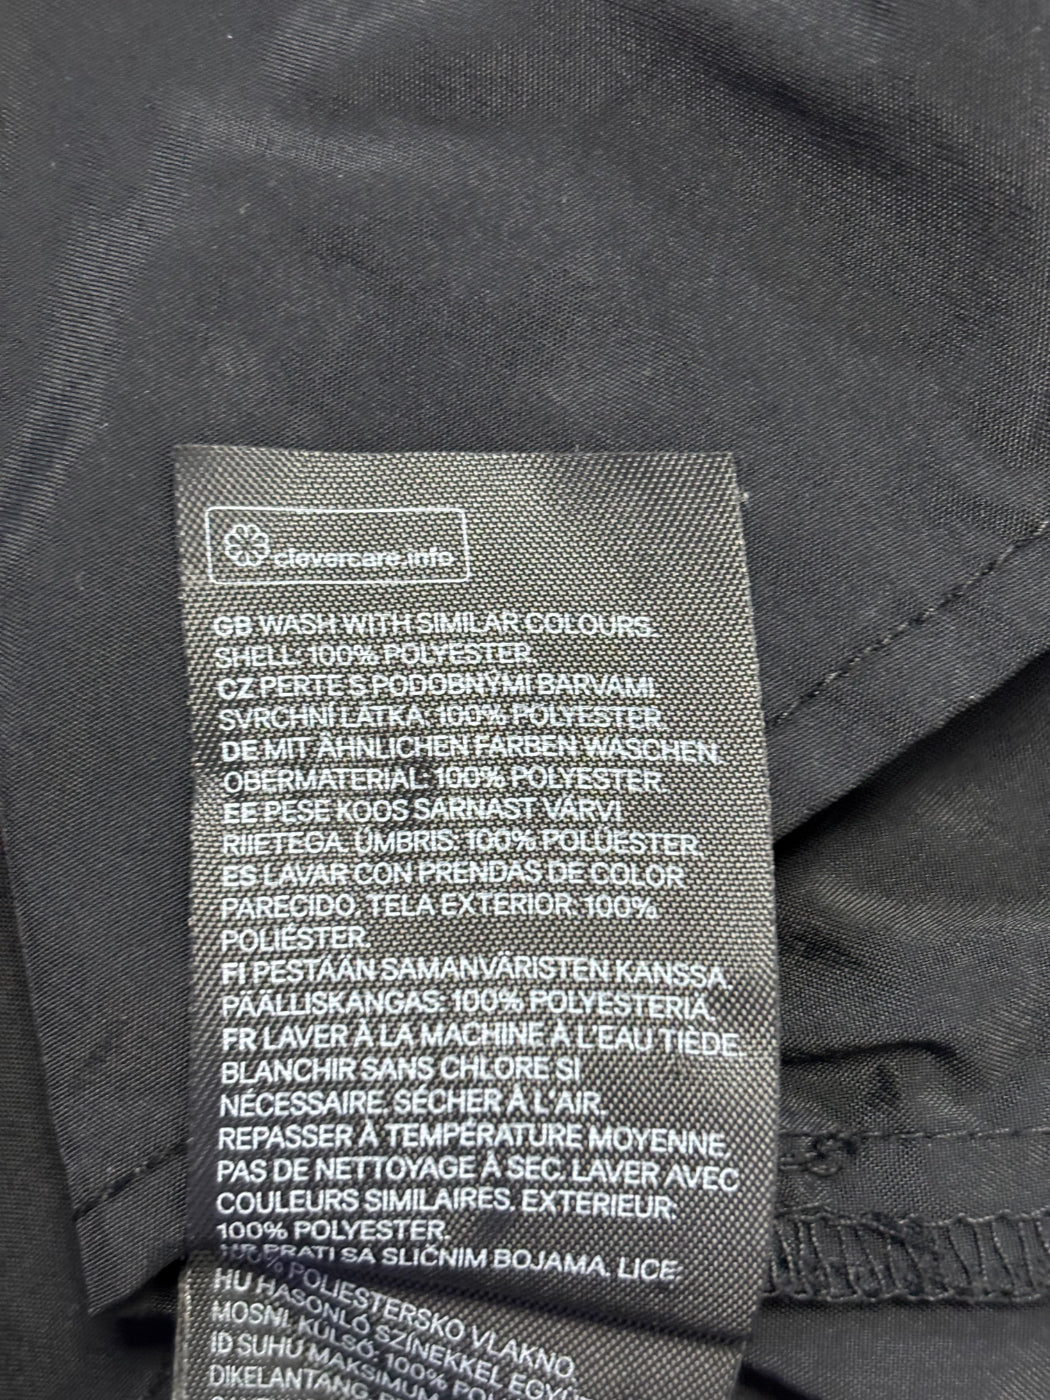 clevercare.info
GB WASH WITH SIMILAR COLOURS.
SHELL: 100% POLYESTER.
CZ PERTE S PODOBNÝMI BARVAMI.
SVRCHNÍ LÁTKA: 100% POLYESTER.
DE MIT ÄHNLICHEN FARBEN WASCHEN.
OBERMATERIAL: 100% POLYESTER
EE PESE KOOS SARNAST VÄRVI
RIIETEGA. ÜMBRIS: 100% POLÜESTER.
ES LAVAR CON PRENDAS DE COLOR
PARECIDO. TELA EXTERIOR: 100%
POLIÉSTER.
FI PESTÄÄN SAMANVÄRISTEN KANSSA.
PÄÄLLISKANGAS: 100% POLYESTERIÄ.
FR LAVER À LA MACHINE À L'EAU TIÈDE.
BLANCHIR SANS CHLORE SI
NÉCESSAIRE. SÉCHER À L'AIR.
REPASSER À TEMPÉRATURE MOYENNE,
PAS DE NETTOYAGE À SEC. LAVER AVEC
COULEURS SIMILAIRES. EXTERIEUR:
100% POLYESTER.
HR PRATI SA SLIČNIM BOJAMA. LICE
POLIESTERSKO VLAKNO.
HU HASONLÓ SZÍNEKKEL EGYÜTT
MOSNI. KÜLSŐ: 100% POL
ID SUHU MAKSIMUM
DIKELANTANG.